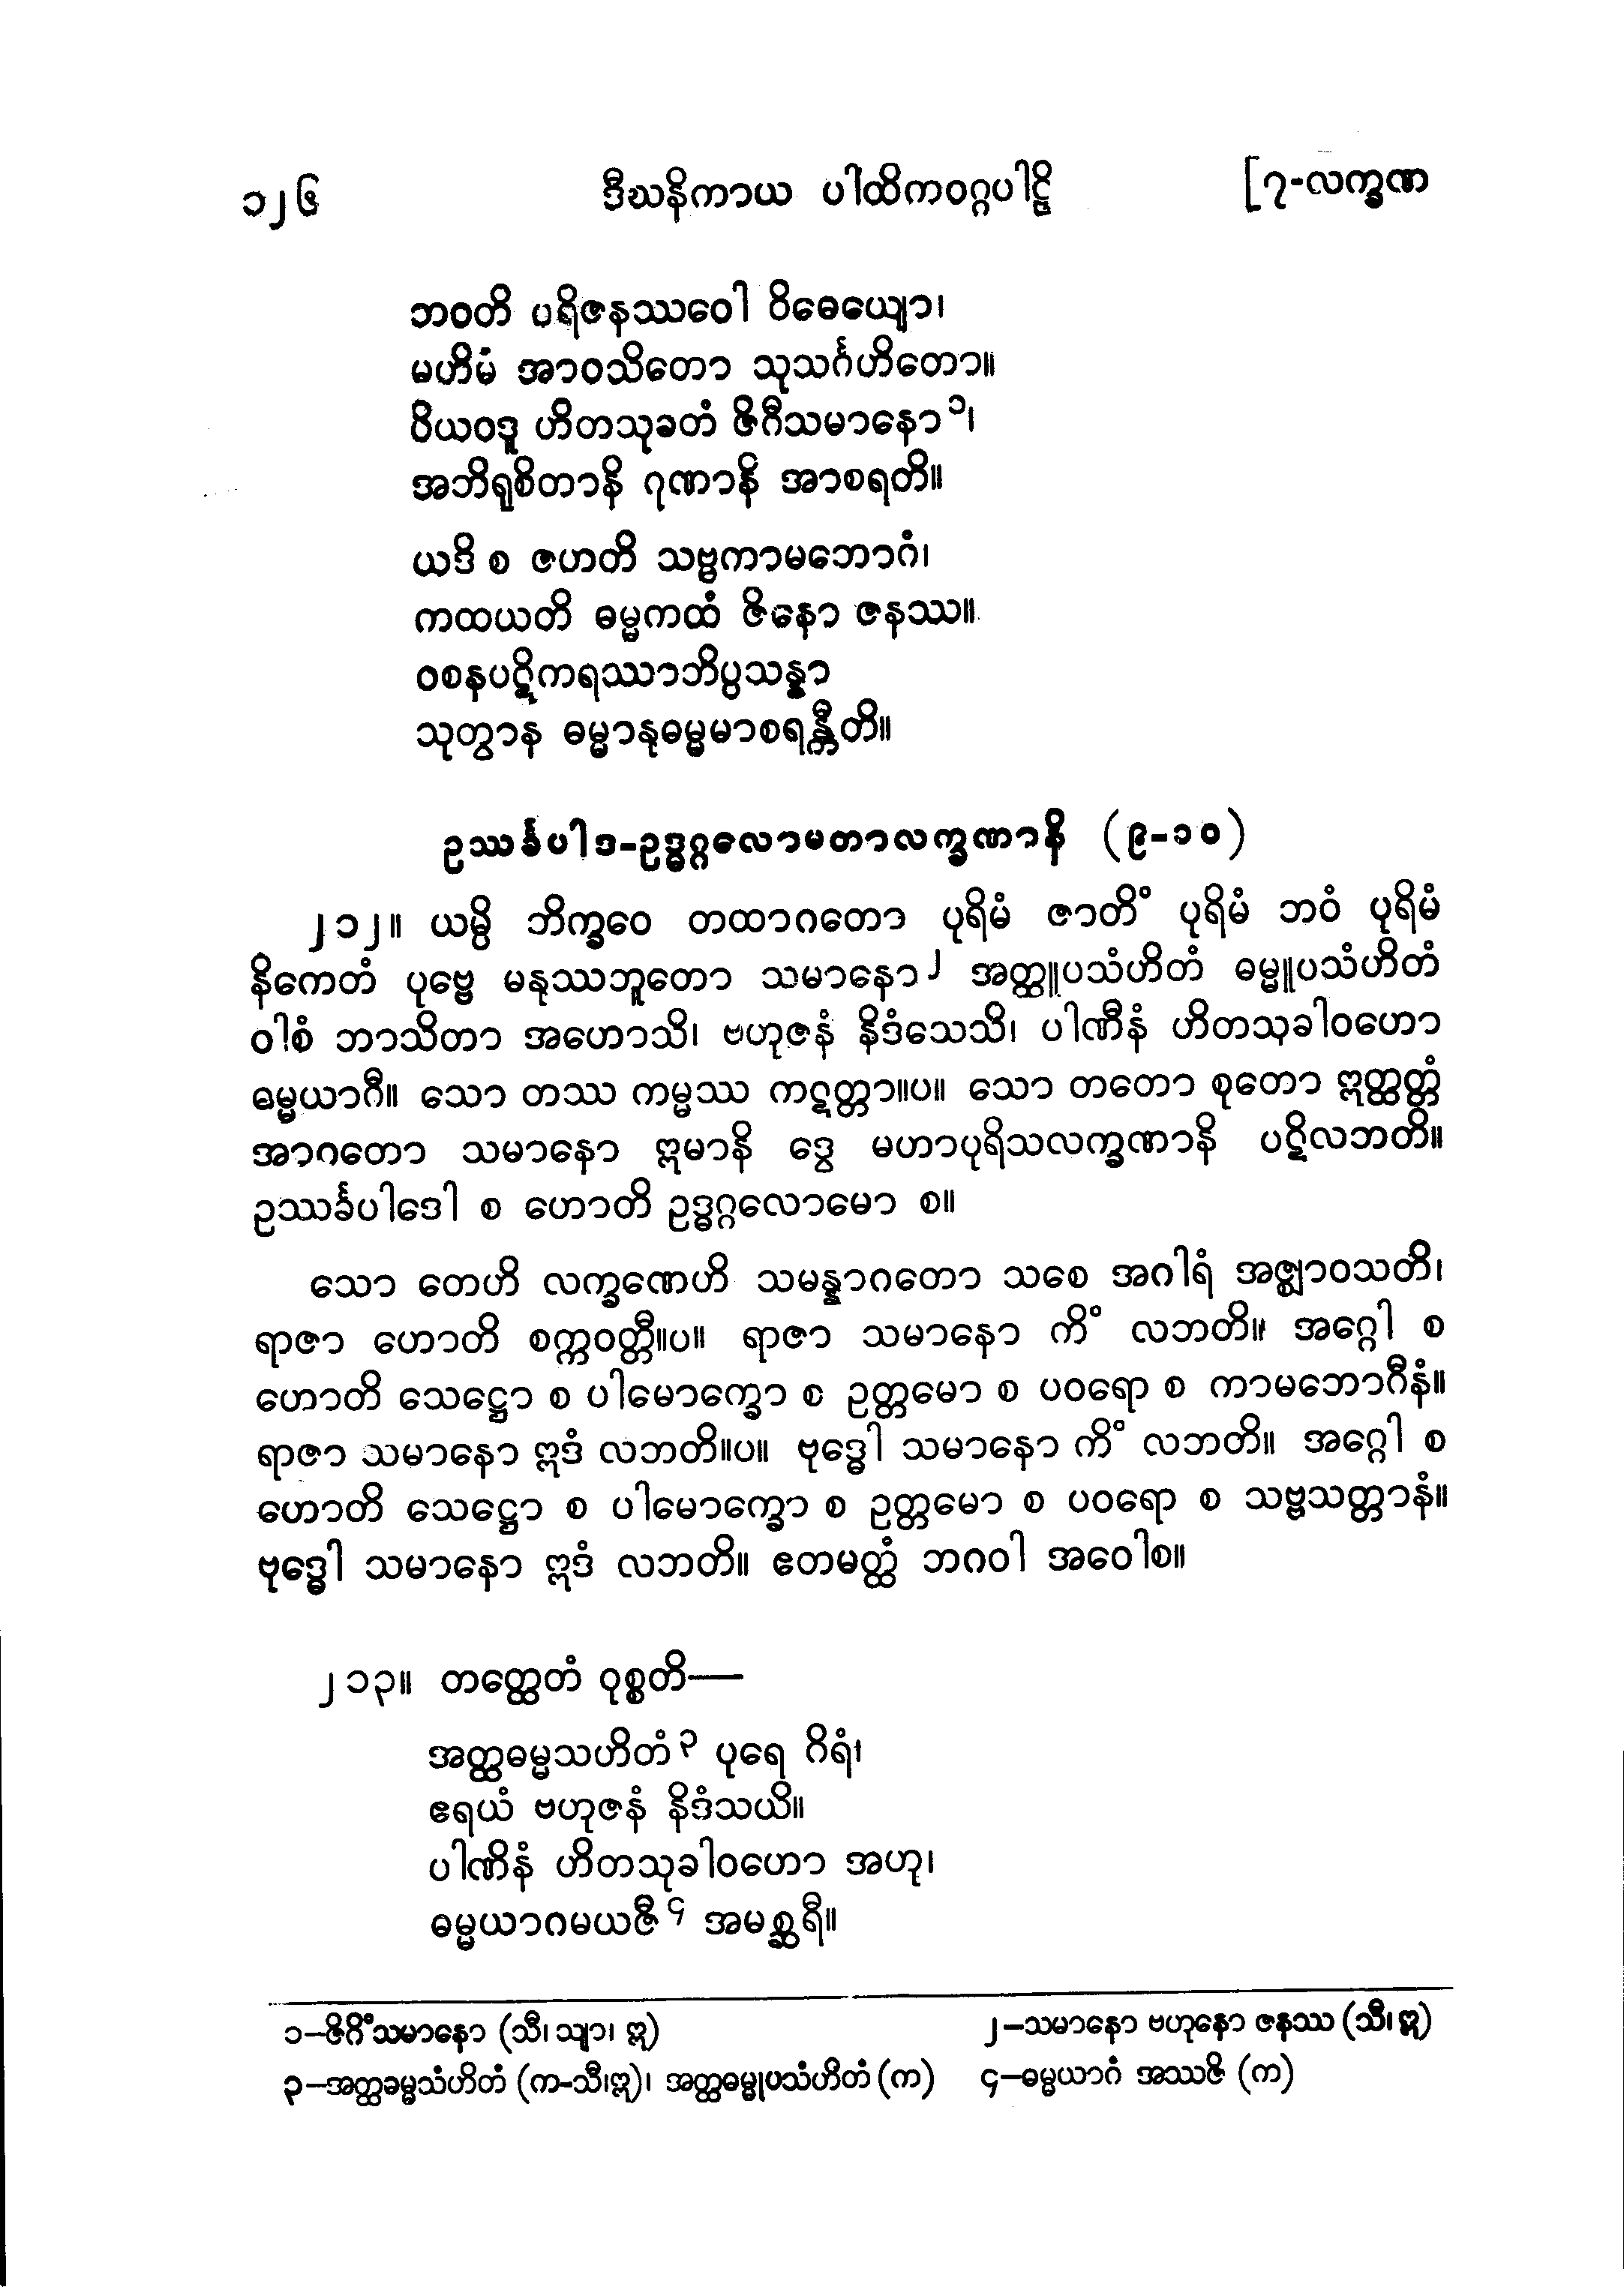 ၁၂၆ ဒီဃနိကာယ ပါထိကဝဂ္ဂပါဠိ [၇-လက္ခဏ
ဘဝတိ ပရိဇနဿဝေါ ဝိဓေယျော၊
မဟိမံ အာဝသိတော သုသင်္ဂဟိတော။
ပိယဝဒူ ဟိတသုခတံ ဇိဂီသမာနော၁၊
အဘိရုစိတာနိ ဂုဏာနိ အာစရတိ။
ယဒိ စ ဇဟတိ သဗ္ဗကာမဘောဂံ၊
ကထယတိ ဓမ္မကထံ ဇိနော ဇနဿ။
ဝစနပဋိကရဿာဘိပ္ပသန္နာ
သုတွာန ဓမ္မာနုဓမ္မမာစရန္တီတိ။
ဥဿင်္ခပါဒ-ဥဒ္ဓဂ္ဂလောမတာလက္ခဏာနိ (၉-၁၀)
၂၁၂။ ယမ္ပိ ဘိက္ခဝေ တထာဂတော ပုရိမံ ဇာတိံ ပုရိမံ ဘဝံ ပုရိမံ
နိကေတံ ပုဗ္ဗေ မနုဿဘူတော သမာနော၂ အတ္ထူပသံဟိတံ ဓမ္မူပသံဟိတံ
ဝါစံ ဘာသိတာ အဟောသိ၊ ဗဟုဇနံ နိဒံသေသိ၊ ပါဏီနံ ဟိတသုခါဝဟော
ဓမ္မယာဂီ။ သော တဿ ကမ္မဿ ကဋတ္တာ။ပ။ သော တတော စုတော ဣတ္ထတ္တံ
အာဂတော သမာနော ဣမာနိ ဒွေ မဟာပုရိသလက္ခဏာနိ ပဋိလဘတိ။
ဥဿင်္ခပါဒေါ စ ဟောတိ ဥဒ္ဓဂ္ဂလောမော စ။
သော တေဟိ လက္ခဏေဟိ သမန္နာဂတော သစေ အဂါရံ အဇ္ဈာဝသတိ၊
ရာဇာ ဟောတိ စက္ကဝတ္တီ။ပ။ ရာဇာ သမာနော ကိံ လဘတိ။ အဂ္ဂေါ စ
ဟောတိ သေဋ္ဌော စ ပါမောက္ခော စ ဥတ္တမော စ ပဝရော စ ကာမဘောဂီနံ။
ရာဇာ သမာနော ဣဒံ လဘတိ။ပ။ ဗုဒ္ဓေါ သမာနော ကိံ လဘတိ။ အဂ္ဂေါ စ
ဟောတိ သေဋ္ဌော စ ပါမောက္ခော စ ဥတ္တမော စ ပဝရော စ သဗ္ဗသတ္တာနံ။
ဗုဒ္ဓေါ သမာနော ဣဒံ လဘတိ။ ဧတမတ္ထံ ဘဂဝါ အဝေါစ။
၂၁၃။ တတ္ထေတံ ဝုစ္စတိ—
အတ္ထဓမ္မသဟိတံ၃ ပုရေ ဂိရံ၊
ဧရယံ ဗဟုဇနံ နိဒံသယိ။
ပါဏိနံ ဟိတသုခါဝဟော အဟု၊
ဓမ္မယာဂမယဇီ၄ အမစ္ဆရီ။
၁–ဇိဂိံသမာနော (သီ၊ သျာ၊ ဣ) ၂–သမာနော ဗဟုနော ဇနဿ (သီ၊ ဣ)
၃–အတ္ထဓမ္မသံဟိတံ (က-သီ၊ဣ)၊ အတ္ထဓမ္မုပသံဟိတံ (က) ၄–ဓမ္မယာဂံ အဿဇိ (က)